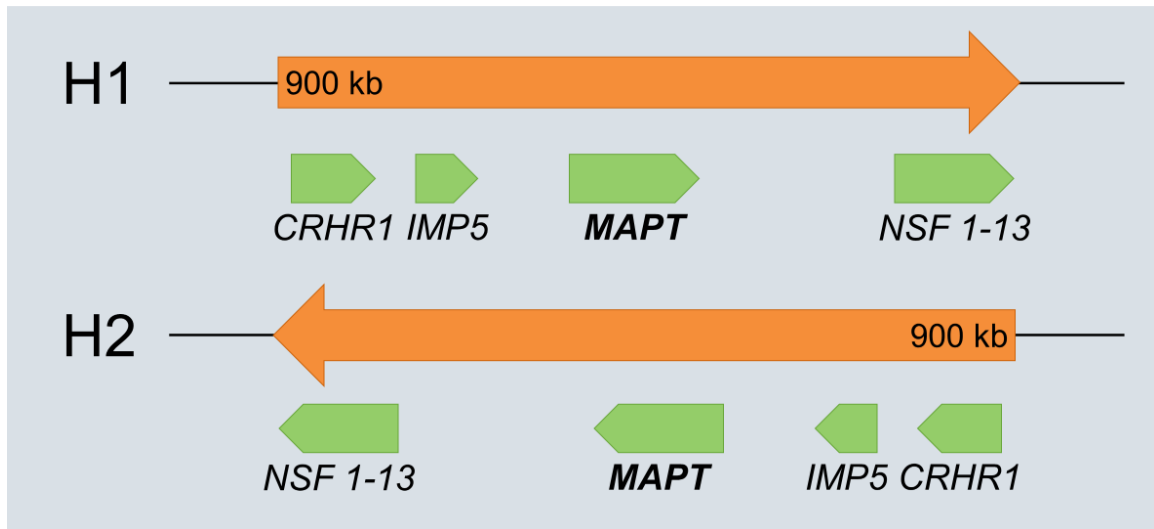 H1
900 kb
CRHR1 IMP5 MAPT NSF 1-13
H2
900 kb
NSF 1-13 MAPT IMP5 CRHR1